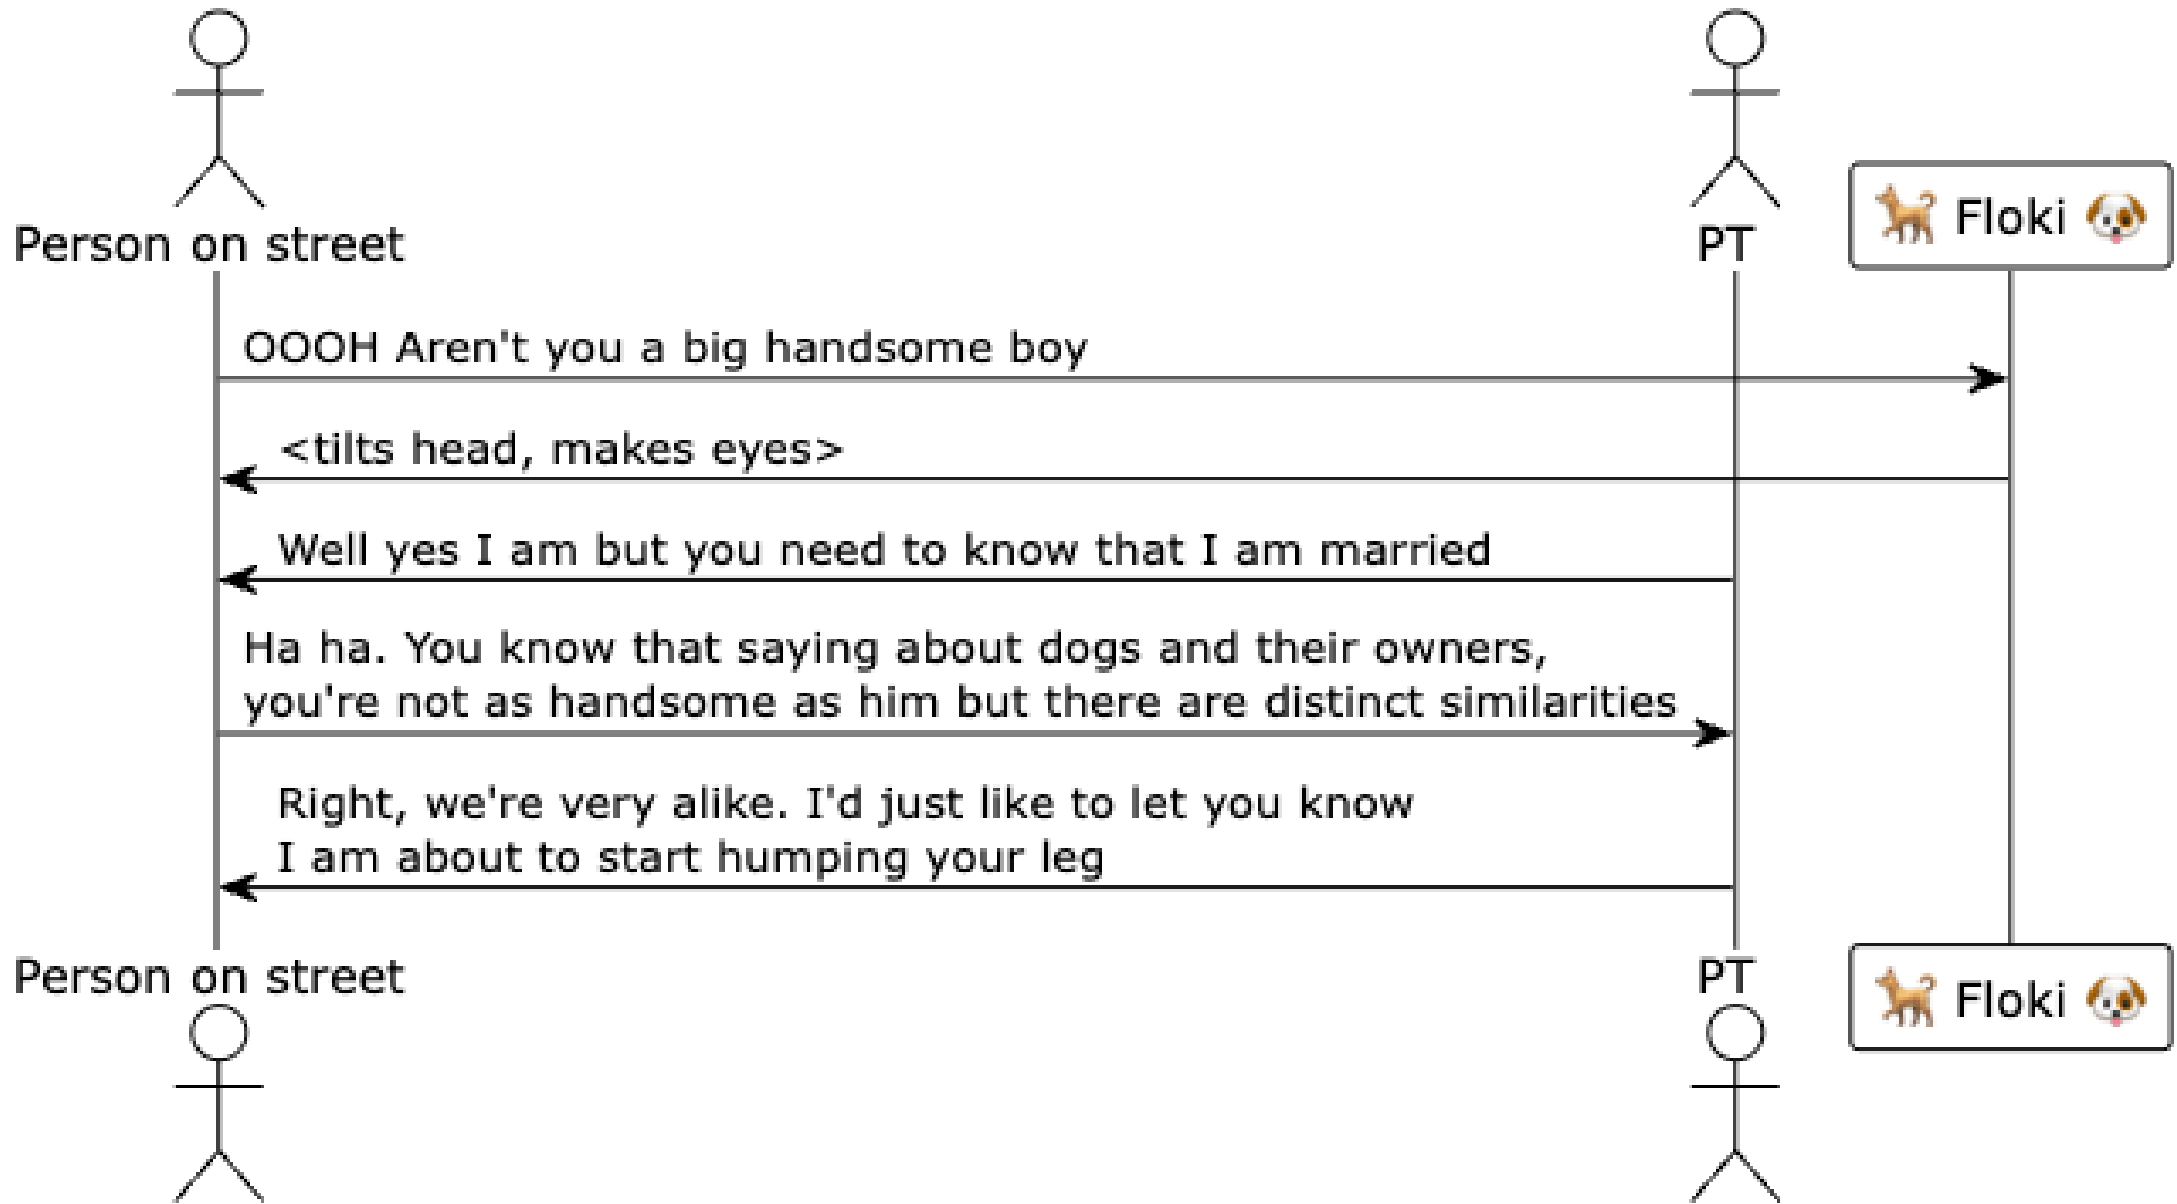 Person on street
PT
🐕 Floki 🐶
OOOH Aren't you a big handsome boy
<tilts head, makes eyes>
Well yes I am but you need to know that I am married
Ha ha. You know that saying about dogs and their owners,
you're not as handsome as him but there are distinct similarities
Right, we're very alike. I'd just like to let you know
I am about to start humping your leg
Person on street
PT
🐕 Floki 🐶